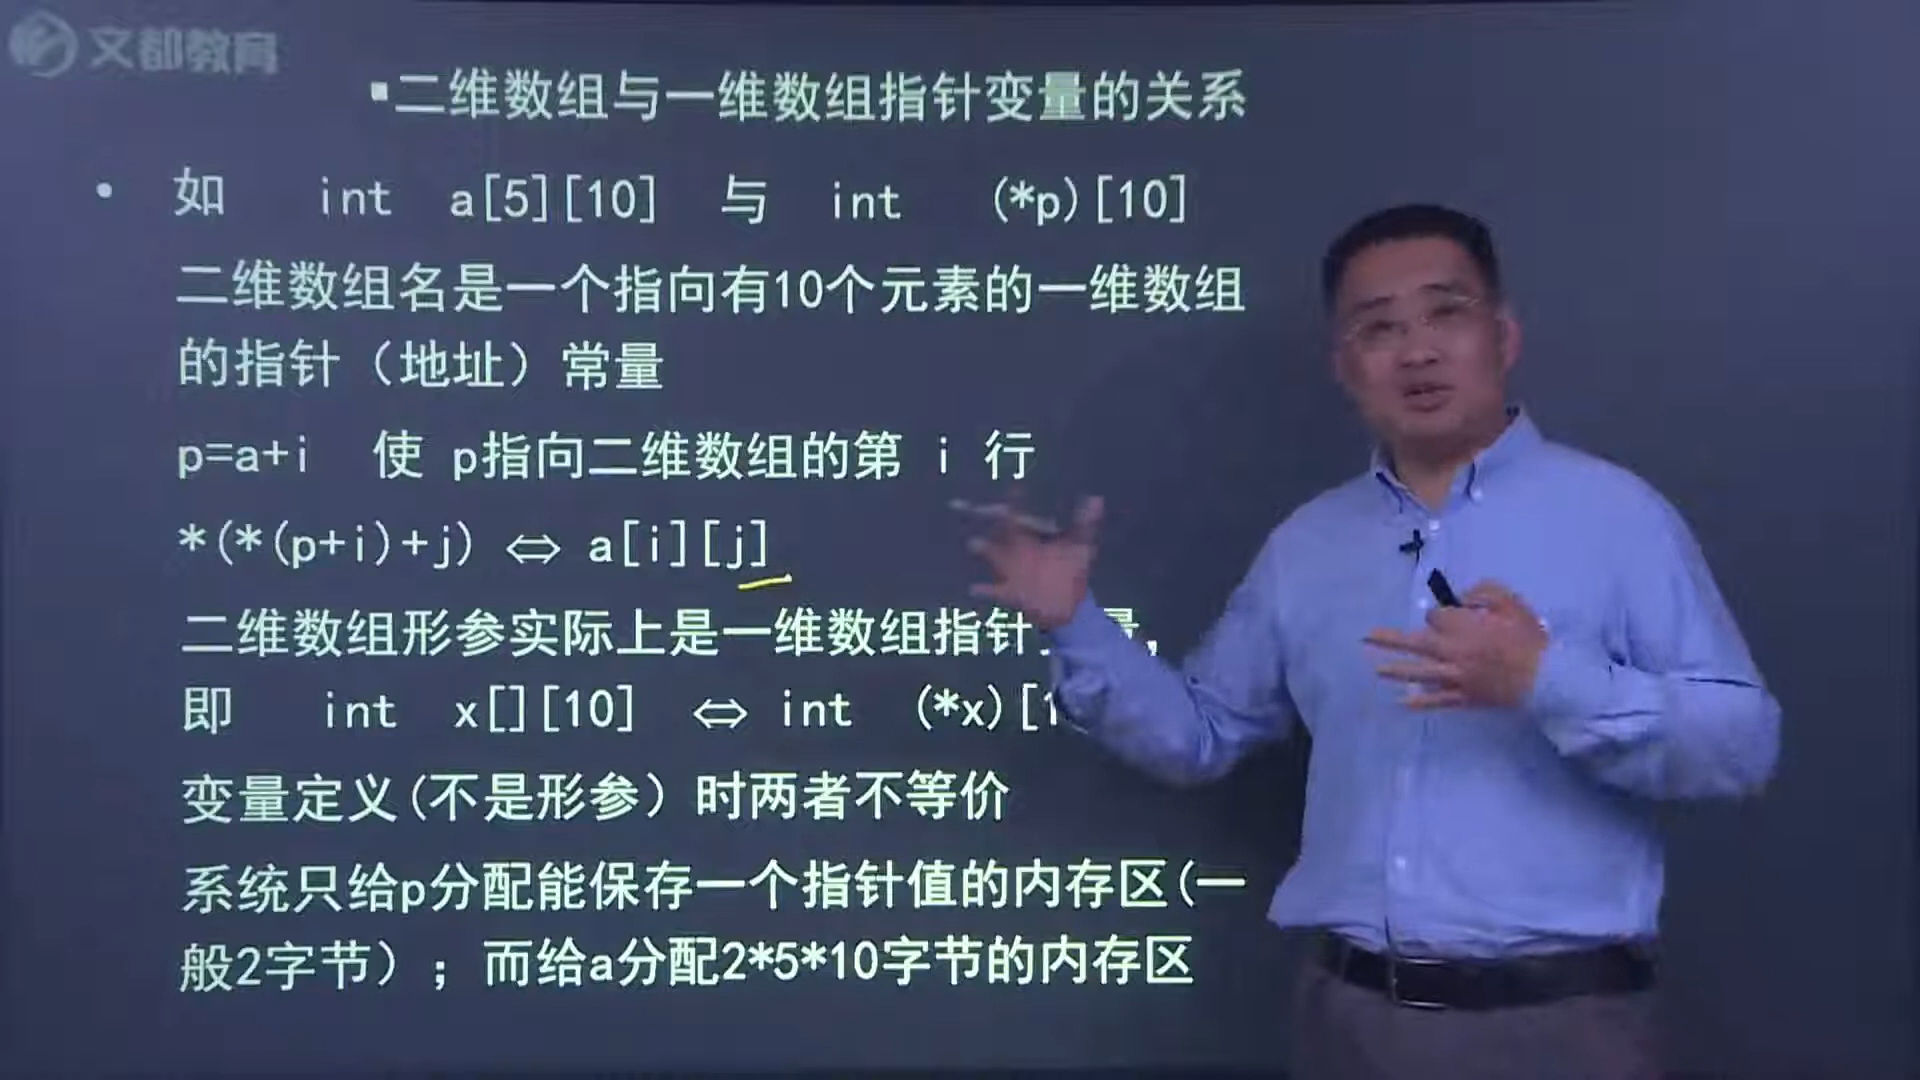 文都教育
▪二维数组与一维数组指针变量的关系
• 如 int a[5][10] 与 int (*p)[10]
二维数组名是一个指向有10个元素的一维数组
的指针（地址）常量
p=a+i 使 p指向二维数组的第 i 行
*(*(p+i)+j) ⇔ a[i][j]
二维数组形参实际上是一维数组指针 量,
即 int x[][10] ⇔ int (*x)[1
变量定义(不是形参）时两者不等价
系统只给p分配能保存一个指针值的内存区(一
般2字节）；而给a分配2*5*10字节的内存区